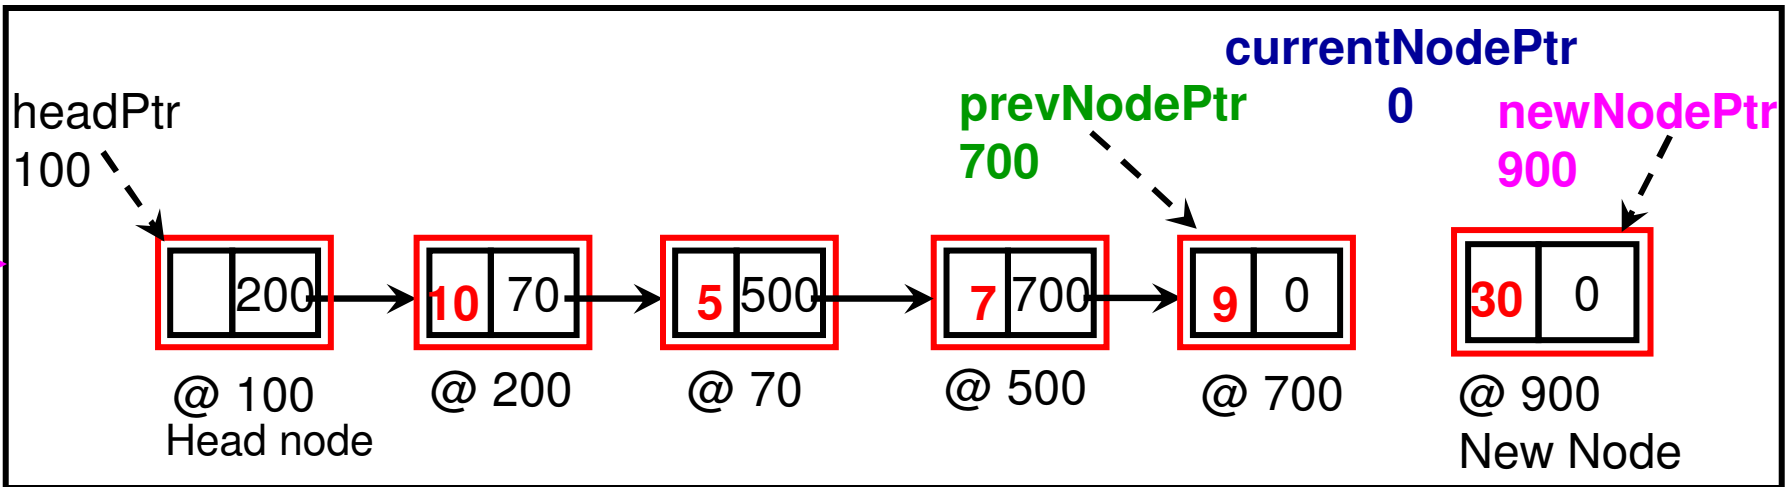 currentNodePtr
0
headPtr
100
prevNodePtr
700
newNodePtr
900
200
10 70
5 500
7 700
9 0
30 0
@ 100
Head node
@ 200
@ 70
@ 500
@ 700
@ 900
New Node